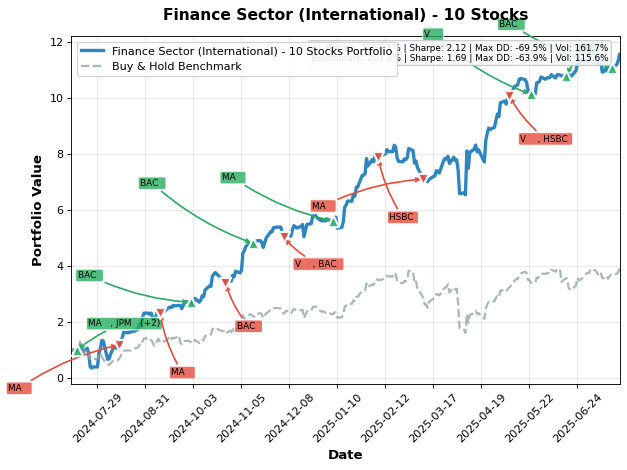 Finance Sector (International) - 10 Stocks
BAC
V
Finance Sector (International) - 10 Stocks Portfolio
Buy & Hold Benchmark
% | Sharpe: 2.12 | Max DD: -69.5% | Vol: 161.7%
| Sharpe: 1.69 | Max DD: -63.9% | Vol: 115.6%
V , HSBC
BAC
MA
MA
HSBC
V , BAC
BAC
MA , JPM (+2)
BAC
MA
MA
Portfolio Value
12
10
8
6
4
2
0
2024-07-29
2024-08-31
2024-10-03
2024-11-05
2024-12-08
2025-01-10
2025-02-12
2025-03-17
2025-04-19
2025-05-22
2025-06-24
Date